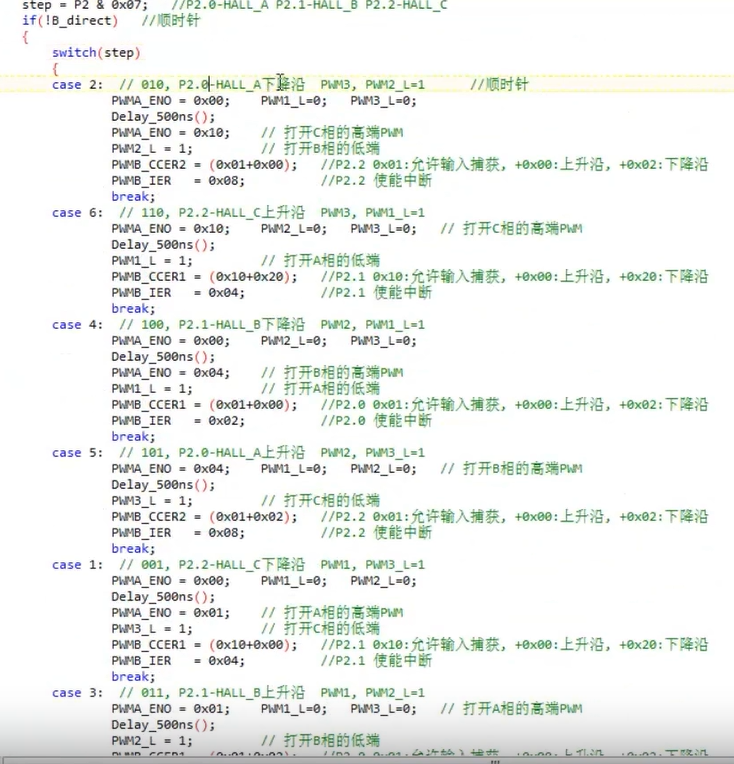 step = P2 & 0x07;   //P2.0-HALL_A P2.1-HALL_B P2.2-HALL_C
if(!B_direct)   //顺时针
{
switch(step)
{
case 2:  // 010, P2.0-HALL_A下降沿  PWM3, PWM2_L=1      //顺时针
PWMA_ENO = 0x00;    PWM1_L=0;   PWM3_L=0;
Delay_500ns();
PWMA_ENO = 0x10;    // 打开C相的高端PWM
PWM2_L = 1;         // 打开B相的低端
PWMB_CCER2 = (0x01+0x00);   //P2.2 0x01:允许输入捕获, +0x00:上升沿, +0x02:下降沿
PWMB_IER   = 0x08;          //P2.2 使能中断
break;
case 6:  // 110, P2.2-HALL_C上升沿  PWM3, PWM1_L=1
PWMA_ENO = 0x10;    PWM2_L=0;   PWM3_L=0;   // 打开C相的高端PWM
Delay_500ns();
PWM1_L = 1;         // 打开A相的低端
PWMB_CCER1 = (0x10+0x20);   //P2.1 0x10:允许输入捕获, +0x00:上升沿, +0x20:下降沿
PWMB_IER   = 0x04;          //P2.1 使能中断
break;
case 4:  // 100, P2.1-HALL_B下降沿  PWM2, PWM1_L=1
PWMA_ENO = 0x00;    PWM2_L=0;   PWM3_L=0;
Delay_500ns();
PWMA_ENO = 0x04;    // 打开B相的高端PWM
PWM1_L = 1;         // 打开A相的低端
PWMB_CCER1 = (0x01+0x00);   //P2.0 0x01:允许输入捕获, +0x00:上升沿, +0x02:下降沿
PWMB_IER   = 0x02;          //P2.0 使能中断
break;
case 5:  // 101, P2.0-HALL_A上升沿  PWM2, PWM3_L=1
PWMA_ENO = 0x04;    PWM1_L=0;   PWM2_L=0;   // 打开B相的高端PWM
Delay_500ns();
PWM3_L = 1;         // 打开C相的低端
PWMB_CCER2 = (0x01+0x02);   //P2.2 0x01:允许输入捕获, +0x00:上升沿, +0x02:下降沿
PWMB_IER   = 0x08;          //P2.2 使能中断
break;
case 1:  // 001, P2.2-HALL_C下降沿  PWM1, PWM3_L=1
PWMA_ENO = 0x00;    PWM1_L=0;   PWM2_L=0;
Delay_500ns();
PWMA_ENO = 0x01;    // 打开A相的高端PWM
PWM3_L = 1;         // 打开C相的低端
PWMB_CCER1 = (0x10+0x00);   //P2.1 0x10:允许输入捕获, +0x00:上升沿, +0x20:下降沿
PWMB_IER   = 0x04;          //P2.1 使能中断
break;
case 3:  // 011, P2.1-HALL_B上升沿  PWM1, PWM2_L=1
PWMA_ENO = 0x01;    PWM1_L=0;   PWM3_L=0;   // 打开A相的高端PWM
Delay_500ns();
PWM2_L = 1;         // 打开B相的低端